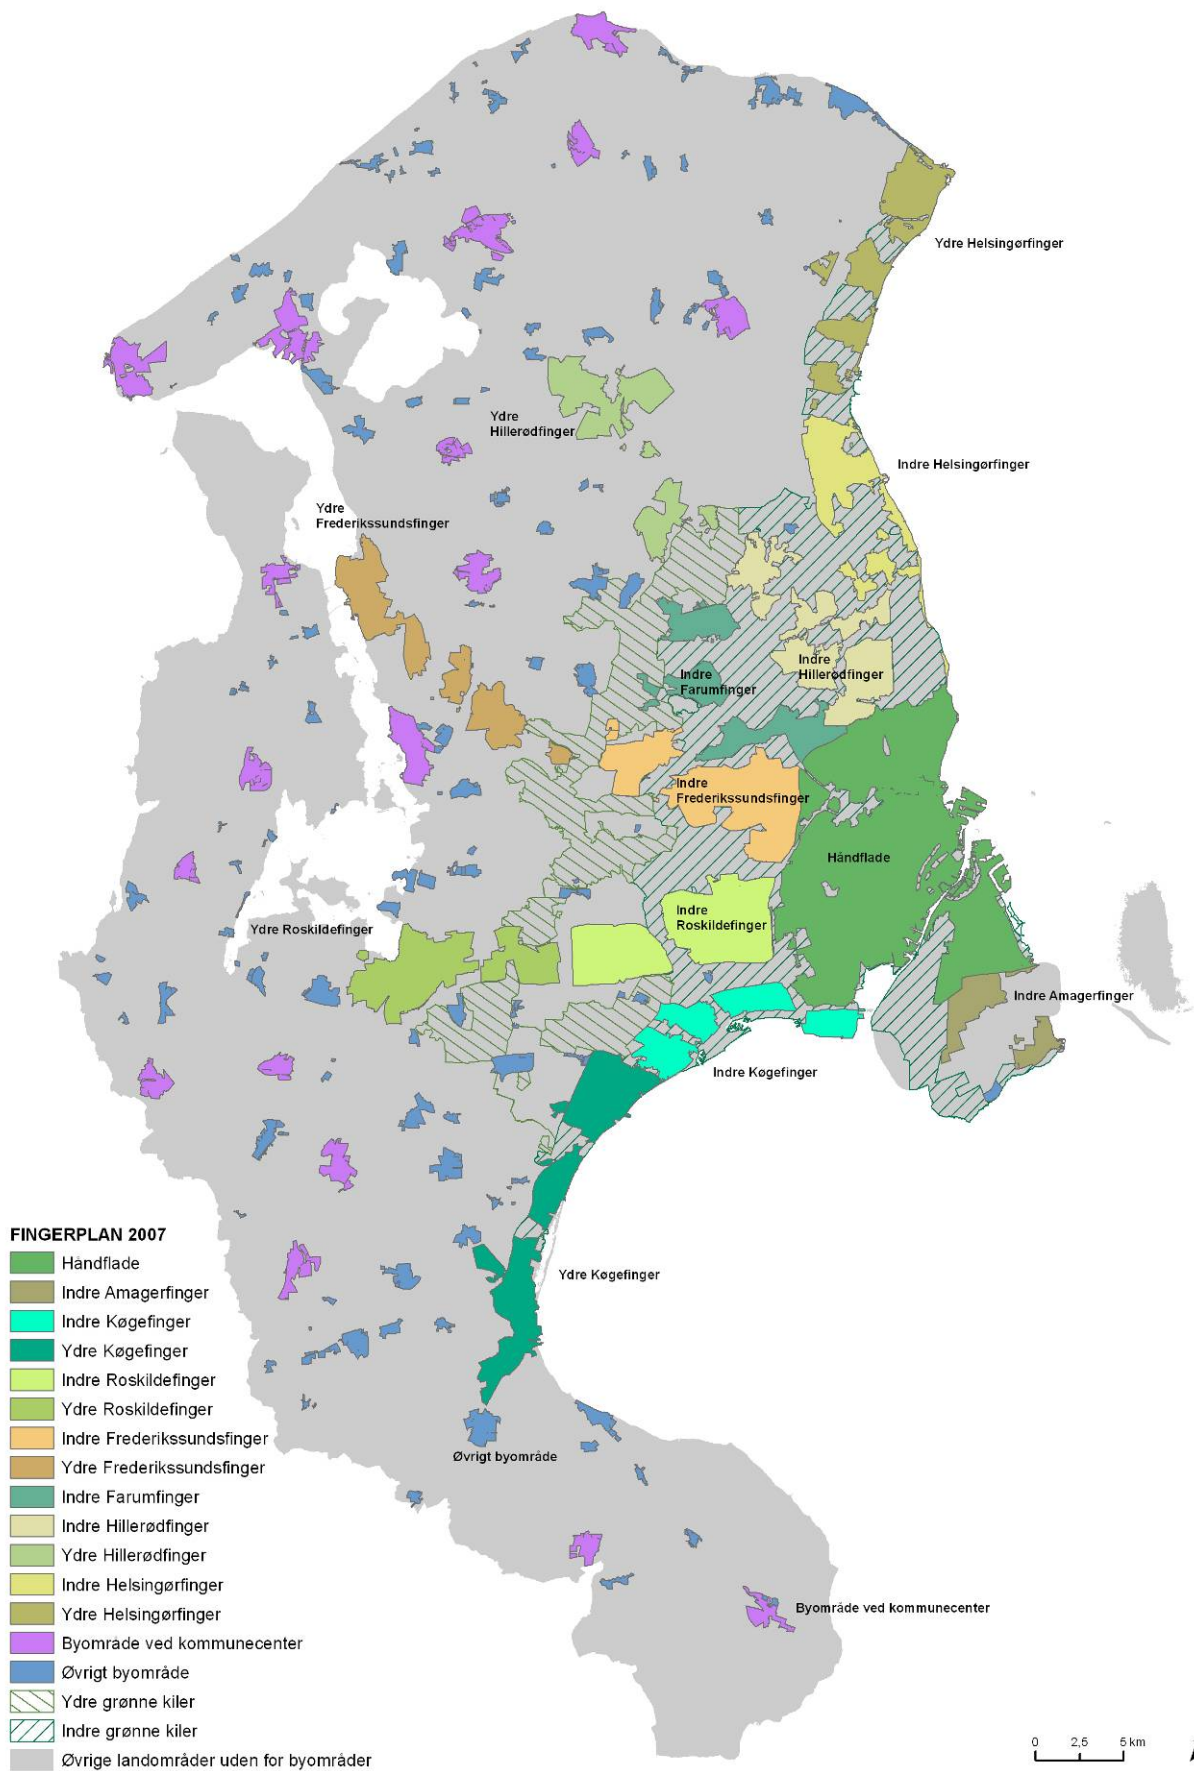 Ydre Helsingørfinger
Ydre
Hillerødfinger
Indre Helsingørfinger
Ydre
Frederikssundsfinger
Indre
Hillerødfinger
Indre
Farumfinger
Indre
Frederikssundsfinger
Håndflade
Indre
Roskildefinger
Ydre Roskildefinger
Indre Amagerfinger
Indre Køgefinger
Ydre Køgefinger
Øvrigt byområde
Byområde ved kommunecenter
FINGERPLAN 2007
Håndflade
Indre Amagerfinger
Indre Køgefinger
Ydre Køgefinger
Indre Roskildefinger
Ydre Roskildefinger
Indre Frederikssundsfinger
Ydre Frederikssundsfinger
Indre Farumfinger
Indre Hillerødfinger
Ydre Hillerødfinger
Indre Helsingørfinger
Ydre Helsingørfinger
Byområde ved kommunecenter
Øvrigt byområde
Ydre grønne kiler
Indre grønne kiler
Øvrige landområder uden for byområder
0 2,5 5 km